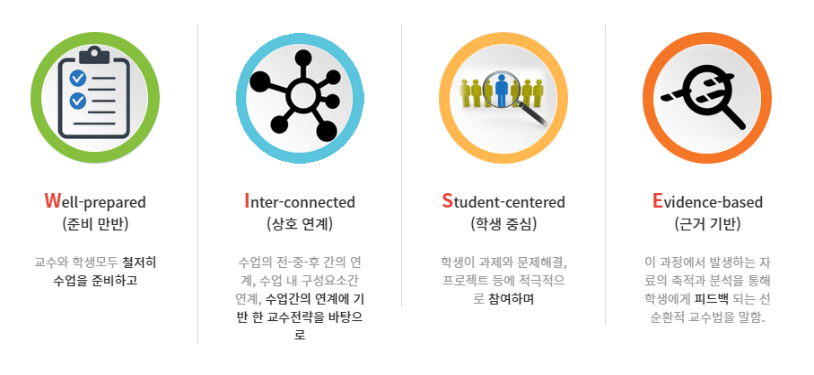 Well-prepared
(준비 만반)
교수와 학생모두 철저히
수업을 준비하고
Inter-connected
(상호 연계)
수업의 전-중-후 간의 연
계, 수업 내 구성요소간
연계, 수업간의 연계에 기
반 한 교수전략을 바탕으
로
Student-centered
(학생 중심)
학생이 과제와 문제해결,
프로젝트 등에 적극적으
로 참여하며
Evidence-based
(근거 기반)
이 과정에서 발생하는 자
료의 축적과 분석을 통해
학생에게 피드백 되는 선
순환적 교수법을 말함.